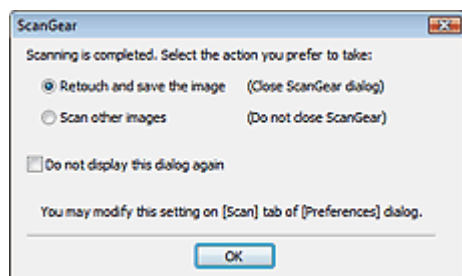 ScanGear
Scanning is completed. Select the action you prefer to take:
Retouch and save the image (Close ScanGear dialog)
Scan other images (Do not close ScanGear)
Do not display this dialog again
You may modify this setting on [Scan] tab of [Preferences] dialog.
OK